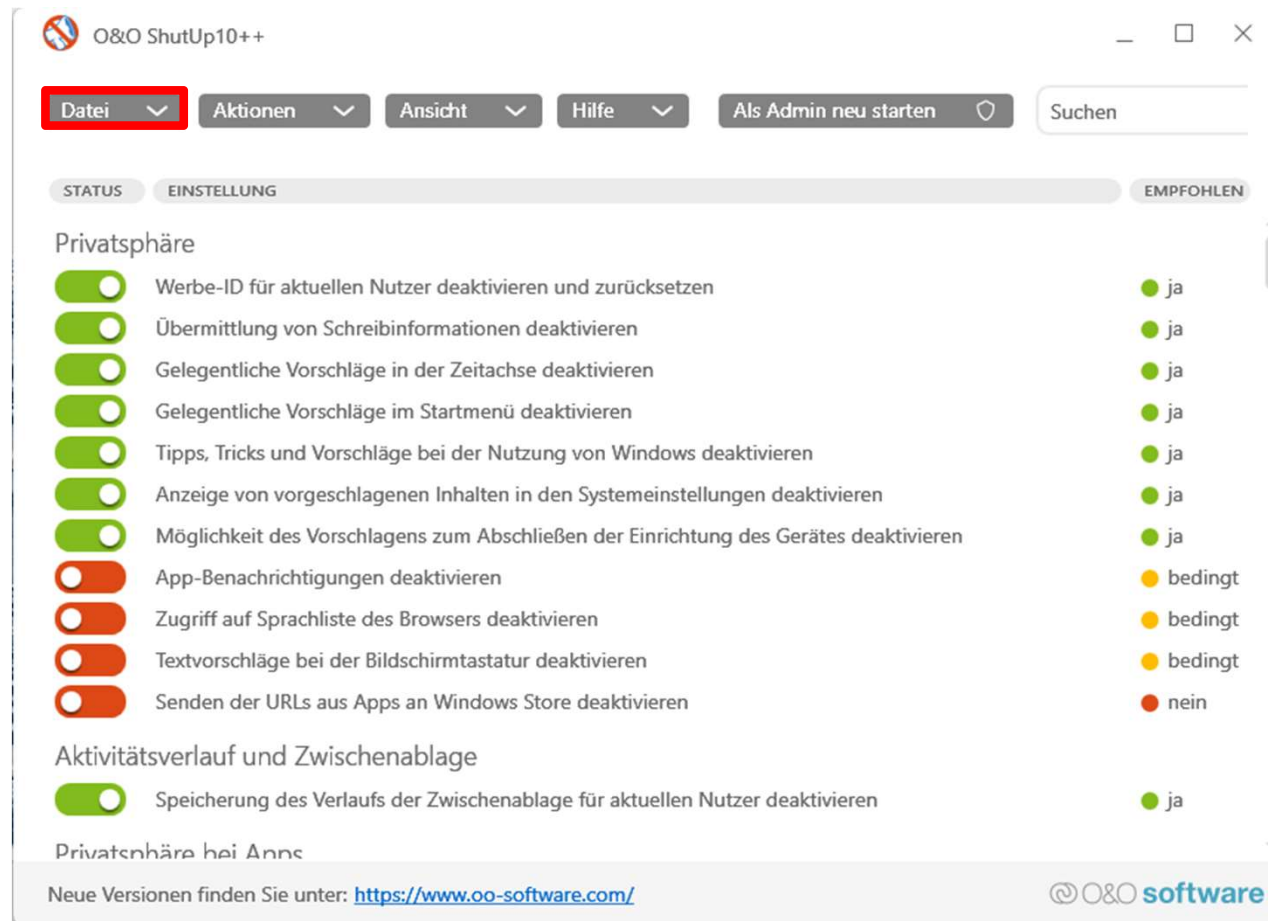 O&O ShutUp10++
Datei Aktionen Ansicht Hilfe Als Admin neu starten Suchen
STATUS EINSTELLUNG EMPFOHLEN
Privatsphäre
Werbe-ID für aktuellen Nutzer deaktivieren und zurücksetzen ja
Übermittlung von Schreibinformationen deaktivieren ja
Gelegentliche Vorschläge in der Zeitachse deaktivieren ja
Gelegentliche Vorschläge im Startmenü deaktivieren ja
Tipps, Tricks und Vorschläge bei der Nutzung von Windows deaktivieren ja
Anzeige von vorgeschlagenen Inhalten in den Systemeinstellungen deaktivieren ja
Möglichkeit des Vorschlagens zum Abschließen der Einrichtung des Gerätes deaktivieren ja
App-Benachrichtigungen deaktivieren bedingt
Zugriff auf Sprachliste des Browsers deaktivieren bedingt
Textvorschläge bei der Bildschirmtastatur deaktivieren bedingt
Senden der URLs aus Apps an Windows Store deaktivieren nein
Aktivitätsverlauf und Zwischenablage
Speicherung des Verlaufs der Zwischenablage für aktuellen Nutzer deaktivieren ja
Privatsphäre bei Apps
Neue Versionen finden Sie unter: https://www.oo-software.com/ O&O software